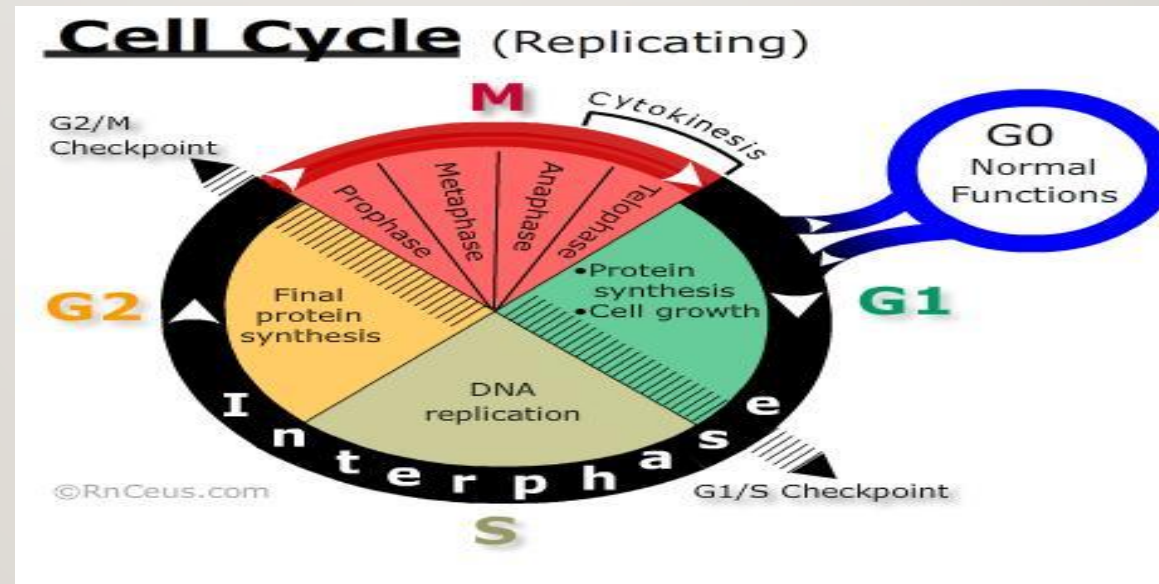 Cell Cycle (Replicating)
M
Cytokinesis
G2/M
Checkpoint
G0
Normal
Functions
Prophase
Metaphase
Anaphase
Telophase
•Protein
synthesis
•Cell growth
G2
Final
protein
synthesis
G1
DNA
replication
Interphase
©RnCeus.com
G1/S Checkpoint
S